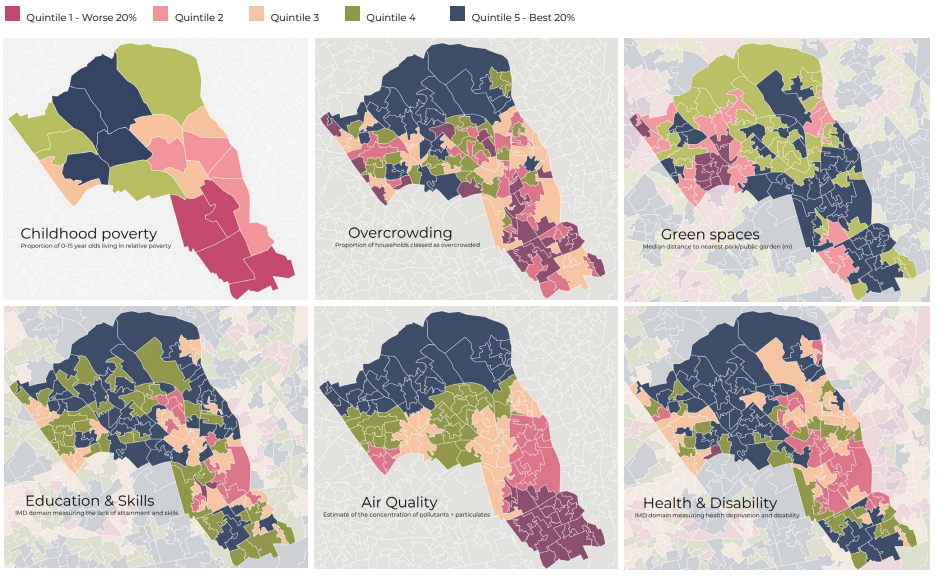 Quintile 1 - Worse 20% Quintile 2 Quintile 3 Quintile 4 Quintile 5 - Best 20%
Childhood poverty
Proportion of 0-15 year olds living in relative poverty
Overcrowding
Proportion of households classed as overcrowded
Green spaces
Median distance to nearest park/public garden (m)
Education & Skills
IMD domain measuring the lack of attainment and skills
Air Quality
Estimate of the concentration of pollutants + particulates
Health & Disability
IMD domain measuring health deprivation and disability